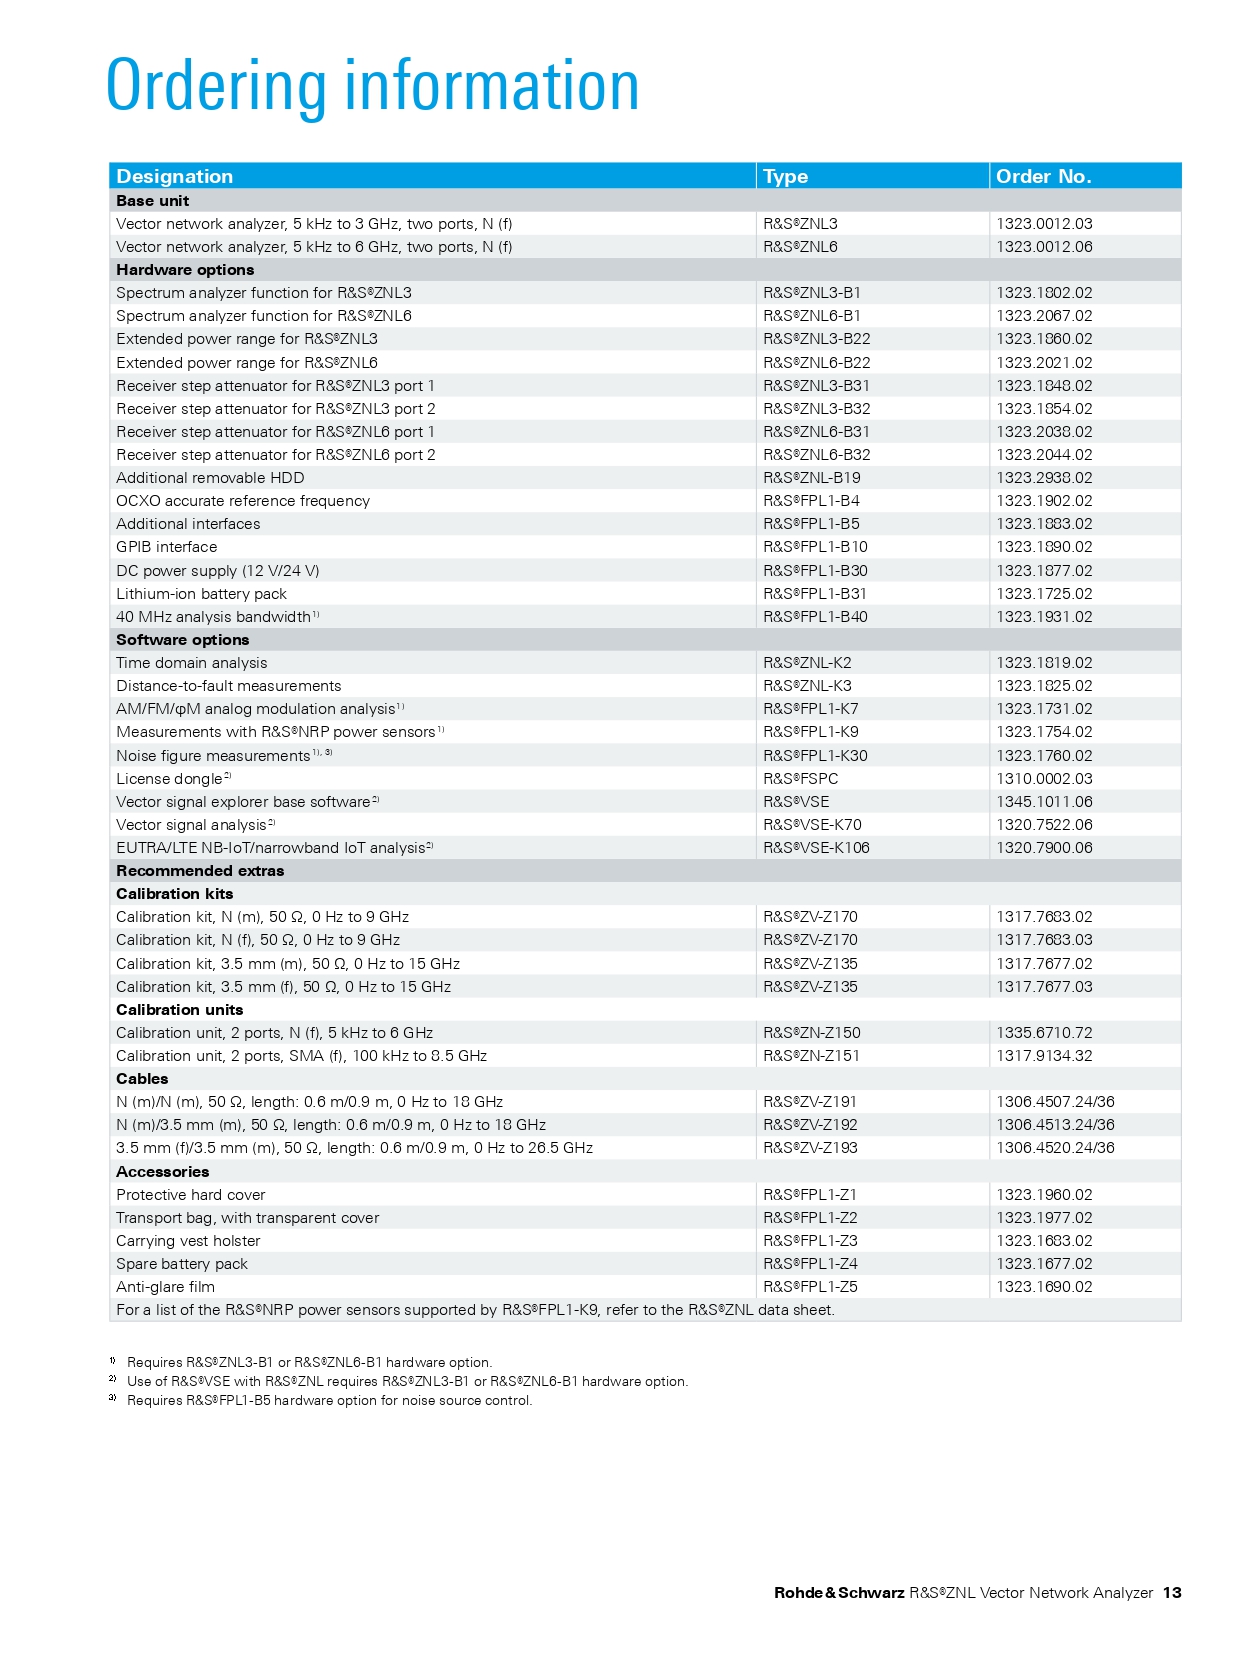 Ordering information
Designation Type Order No.
Base unit
Vector network analyzer, 5 kHz to 3 GHz, two ports, N (f) R&S®ZNL3 1323.0012.03
Vector network analyzer, 5 kHz to 6 GHz, two ports, N (f) R&S®ZNL6 1323.0012.06
Hardware options
Spectrum analyzer function for R&S®ZNL3 R&S®ZNL3-B1 1323.1802.02
Spectrum analyzer function for R&S®ZNL6 R&S®ZNL6-B1 1323.2067.02
Extended power range for R&S®ZNL3 R&S®ZNL3-B22 1323.1860.02
Extended power range for R&S®ZNL6 R&S®ZNL6-B22 1323.2021.02
Receiver step attenuator for R&S®ZNL3 port 1 R&S®ZNL3-B31 1323.1848.02
Receiver step attenuator for R&S®ZNL3 port 2 R&S®ZNL3-B32 1323.1854.02
Receiver step attenuator for R&S®ZNL6 port 1 R&S®ZNL6-B31 1323.2038.02
Receiver step attenuator for R&S®ZNL6 port 2 R&S®ZNL6-B32 1323.2044.02
Additional removable HDD R&S®ZNL-B19 1323.2938.02
OCXO accurate reference frequency R&S®FPL1-B4 1323.1902.02
Additional interfaces R&S®FPL1-B5 1323.1883.02
GPIB interface R&S®FPL1-B10 1323.1890.02
DC power supply (12 V/24 V) R&S®FPL1-B30 1323.1877.02
Lithium-ion battery pack R&S®FPL1-B31 1323.1725.02
40 MHz analysis bandwidth 1) R&S®FPL1-B40 1323.1931.02
Software options
Time domain analysis R&S®ZNL-K2 1323.1819.02
Distance-to-fault measurements R&S®ZNL-K3 1323.1825.02
AM/FM/φM analog modulation analysis 1) R&S®FPL1-K7 1323.1731.02
Measurements with R&S®NRP power sensors 1) R&S®FPL1-K9 1323.1754.02
Noise figure measurements 1), 3) R&S®FPL1-K30 1323.1760.02
License dongle 2) R&S®FSPC 1310.0002.03
Vector signal explorer base software 2) R&S®VSE 1345.1011.06
Vector signal analysis 2) R&S®VSE-K70 1320.7522.06
EUTRA/LTE NB-IoT/narrowband IoT analysis 2) R&S®VSE-K106 1320.7900.06
Recommended extras
Calibration kits
Calibration kit, N (m), 50 Ω, 0 Hz to 9 GHz R&S®ZV-Z170 1317.7683.02
Calibration kit, N (f), 50 Ω, 0 Hz to 9 GHz R&S®ZV-Z170 1317.7683.03
Calibration kit, 3.5 mm (m), 50 Ω, 0 Hz to 15 GHz R&S®ZV-Z135 1317.7677.02
Calibration kit, 3.5 mm (f), 50 Ω, 0 Hz to 15 GHz R&S®ZV-Z135 1317.7677.03
Calibration units
Calibration unit, 2 ports, N (f), 5 kHz to 6 GHz R&S®ZN-Z150 1335.6710.72
Calibration unit, 2 ports, SMA (f), 100 kHz to 8.5 GHz R&S®ZN-Z151 1317.9134.32
Cables
N (m)/N (m), 50 Ω, length: 0.6 m/0.9 m, 0 Hz to 18 GHz R&S®ZV-Z191 1306.4507.24/36
N (m)/3.5 mm (m), 50 Ω, length: 0.6 m/0.9 m, 0 Hz to 18 GHz R&S®ZV-Z192 1306.4513.24/36
3.5 mm (f)/3.5 mm (m), 50 Ω, length: 0.6 m/0.9 m, 0 Hz to 26.5 GHz R&S®ZV-Z193 1306.4520.24/36
Accessories
Protective hard cover R&S®FPL1-Z1 1323.1960.02
Transport bag, with transparent cover R&S®FPL1-Z2 1323.1977.02
Carrying vest holster R&S®FPL1-Z3 1323.1683.02
Spare battery pack R&S®FPL1-Z4 1323.1677.02
Anti-glare film R&S®FPL1-Z5 1323.1690.02
For a list of the R&S®NRP power sensors supported by R&S®FPL1-K9, refer to the R&S®ZNL data sheet.
1) Requires R&S®ZNL3-B1 or R&S®ZNL6-B1 hardware option.
2) Use of R&S®VSE with R&S®ZNL requires R&S®ZNL3-B1 or R&S®ZNL6-B1 hardware option.
3) Requires R&S®FPL1-B5 hardware option for noise source control.
Rohde & Schwarz R&S®ZNL Vector Network Analyzer 13